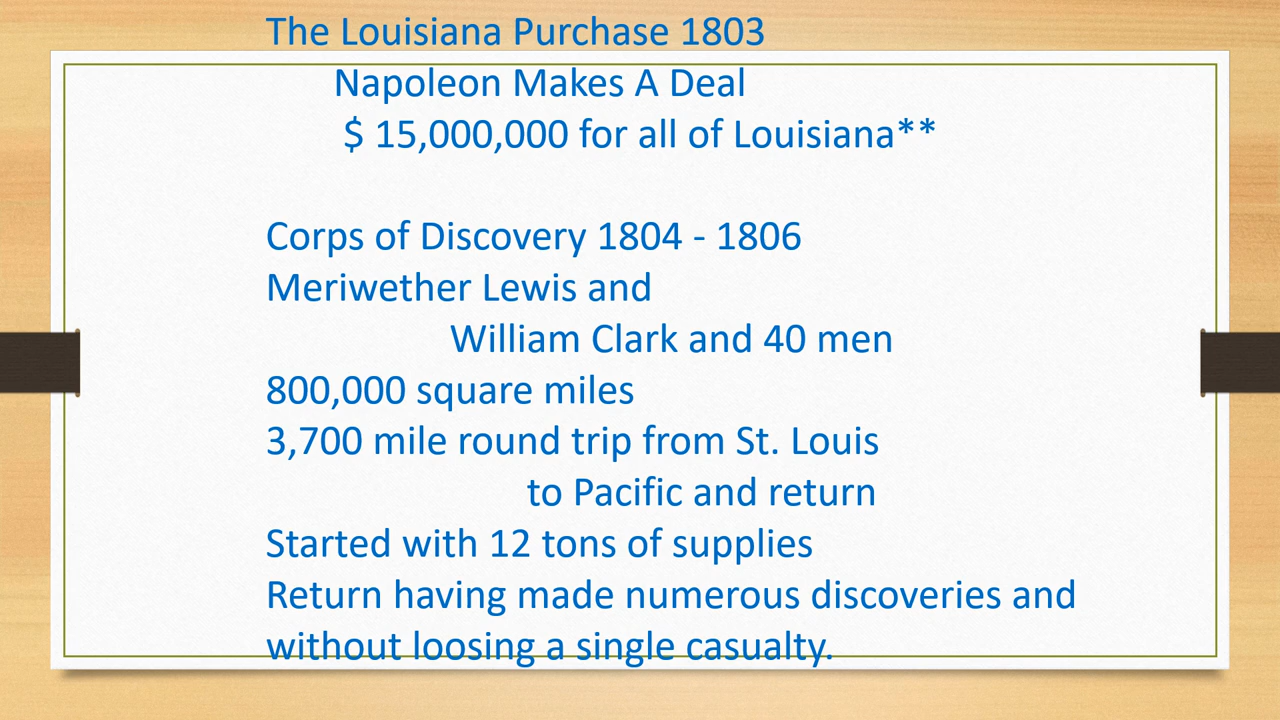 The Louisiana Purchase 1803
Napoleon Makes A Deal
$ 15,000,000 for all of Louisiana**
Corps of Discovery 1804 - 1806
Meriwether Lewis and
William Clark and 40 men
800,000 square miles
3,700 mile round trip from St. Louis
to Pacific and return
Started with 12 tons of supplies
Return having made numerous discoveries and
without loosing a single casualty.